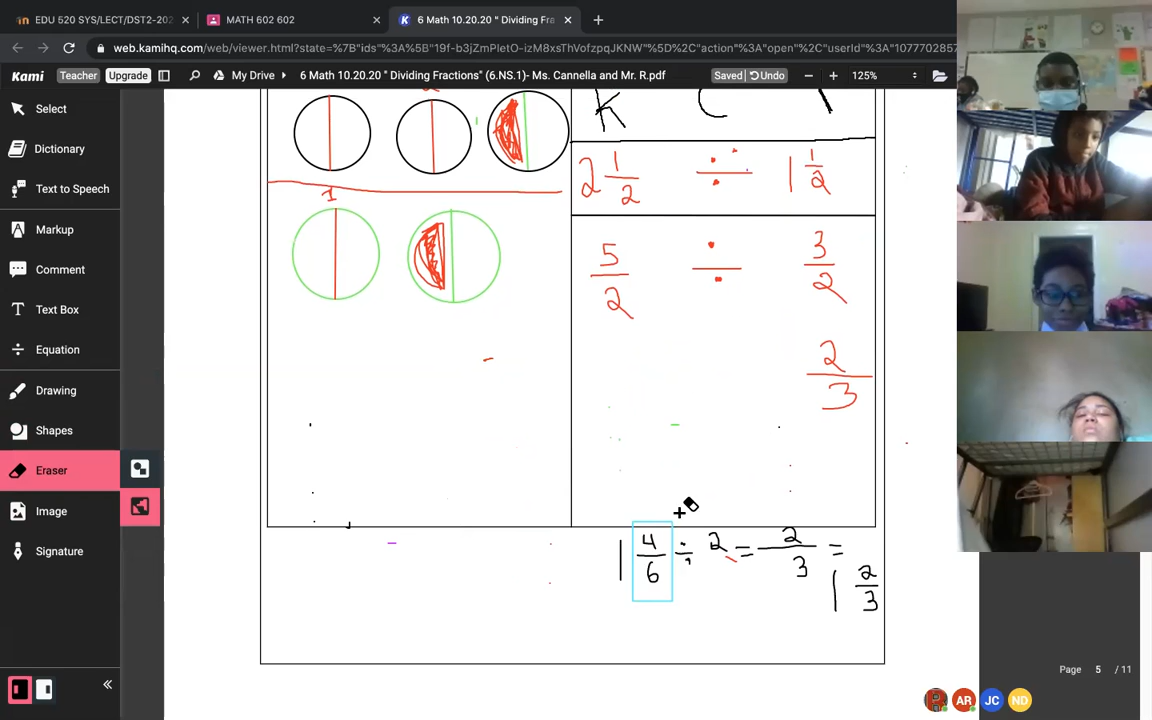 EDU 520 SYS/LECT/DST2-202
MATH 602 602
6 Math 10.20.20 " Dividing Fra
web.kamihq.com/web/viewer.html?state=%7B"ids"%3A%5B"19f-b3jZmPletO-izM8xsThVofzpqJKNW"%5D%2C"action"%3A"open"%2C"userId"%3A"1077702857
Kami Teacher Upgrade My Drive 6 Math 10.20.20 " Dividing Fractions" (6.NS.1)- Ms. Cannella and Mr. R.pdf Saved Undo 125%
Select
Dictionary
Text to Speech
Markup
Comment
Text Box
Equation
Drawing
Shapes
Eraser
Image
Signature
K C
2 1/2 ÷ 1 1/2
1
5/2 ÷ 3/2
2/3
1 4/6 ÷ 2 = 2/3 =
1 2/3
Page 5 / 11
AR JC ND